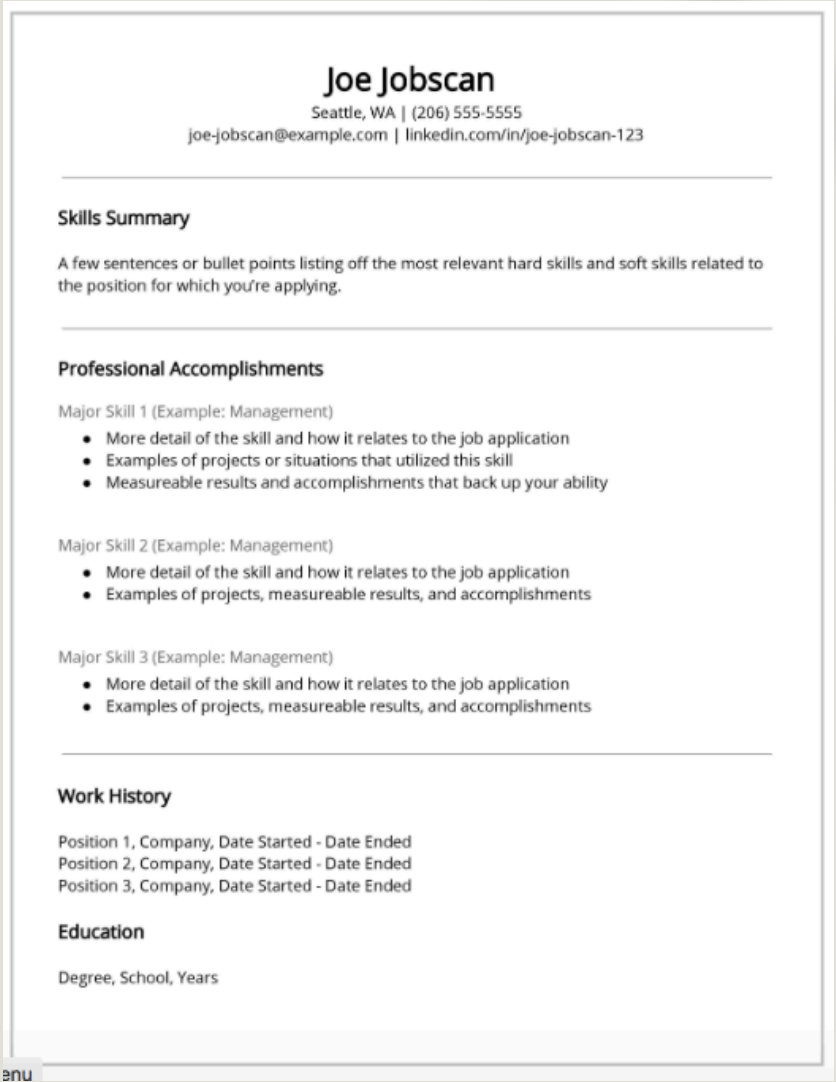 Joe Jobscan
Seattle, WA | (206) 555-5555
joe-jobscan@example.com | linkedin.com/in/joe-jobscan-123
Skills Summary
A few sentences or bullet points listing off the most relevant hard skills and soft skills related to
the position for which you're applying.
Professional Accomplishments
Major Skill 1 (Example: Management)
● More detail of the skill and how it relates to the job application
● Examples of projects or situations that utilized this skill
● Measureable results and accomplishments that back up your ability
Major Skill 2 (Example: Management)
● More detail of the skill and how it relates to the job application
● Examples of projects, measureable results, and accomplishments
Major Skill 3 (Example: Management)
● More detail of the skill and how it relates to the job application
● Examples of projects, measureable results, and accomplishments
Work History
Position 1, Company, Date Started - Date Ended
Position 2, Company, Date Started - Date Ended
Position 3, Company, Date Started - Date Ended
Education
Degree, School, Years
enu